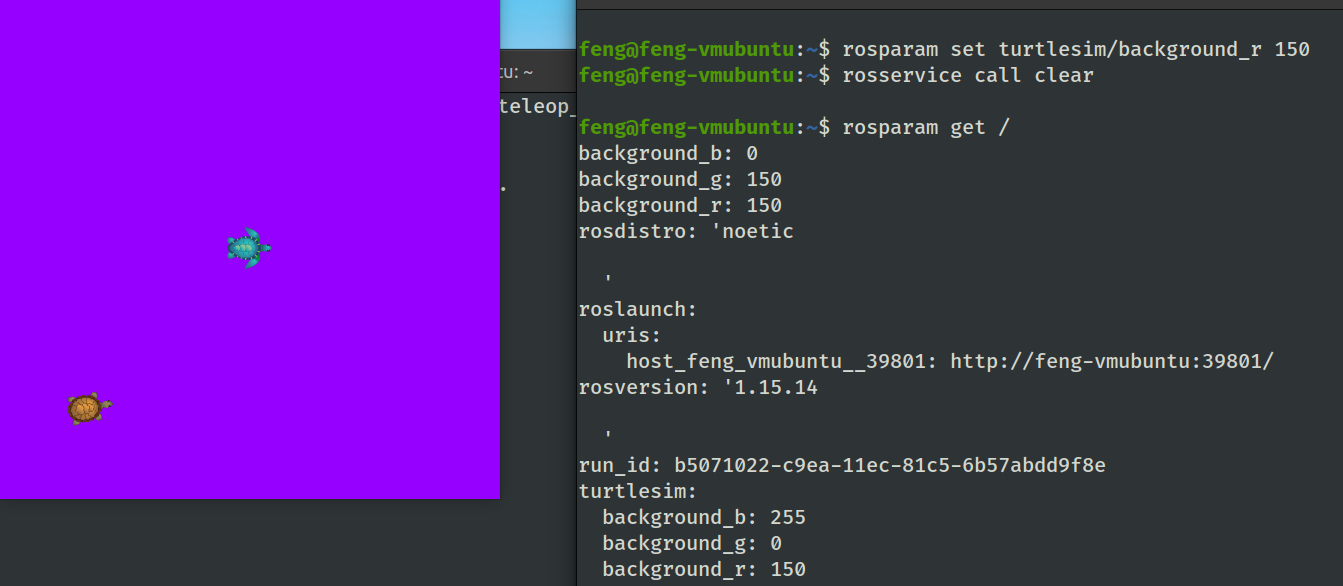 tu: ~
teleop_
.
feng@feng-vmubuntu:~$ rosparam set turtlesim/background_r 150
feng@feng-vmubuntu:~$ rosservice call clear
feng@feng-vmubuntu:~$ rosparam get /
background_b: 0
background_g: 150
background_r: 150
rosdistro: 'noetic
'
roslaunch:
uris:
host_feng_vmubuntu__39801: http://feng-vmubuntu:39801/
rosversion: '1.15.14
'
run_id: b5071022-c9ea-11ec-81c5-6b57abdd9f8e
turtlesim:
background_b: 255
background_g: 0
background_r: 150